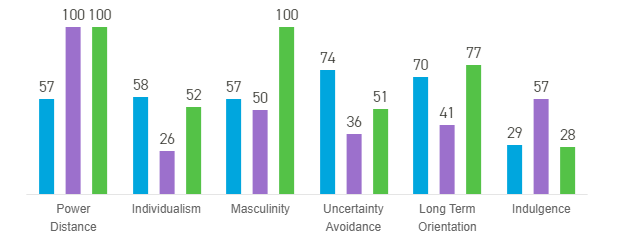 57 100 100
58 26 52
57 50 100
74 36 51
70 41 77
29 57 28
Power
Distance
Individualism
Masculinity
Uncertainty
Avoidance
Long Term
Orientation
Indulgence